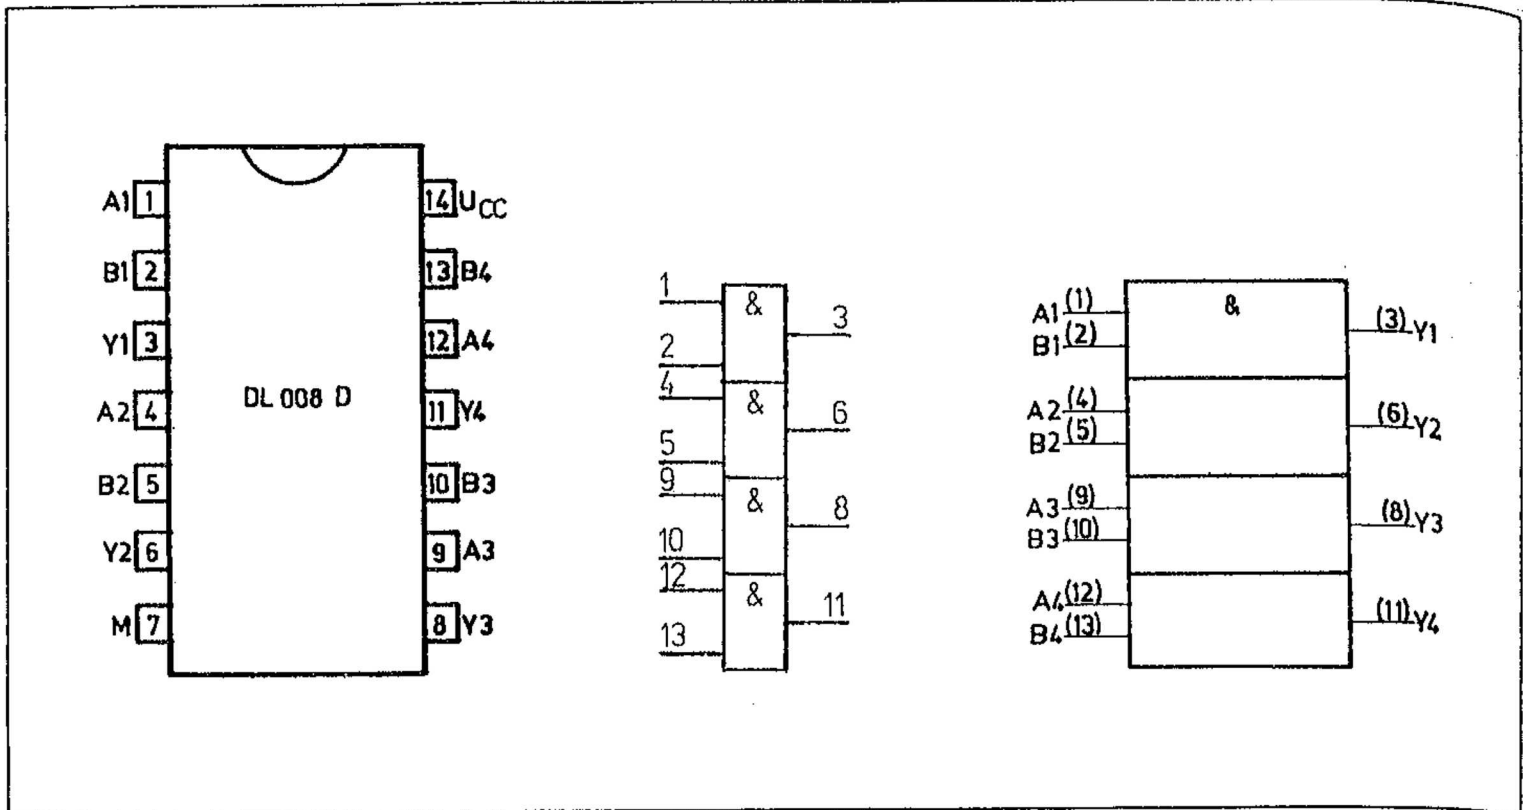 A1 1 14 UCC
B1 2 13 B4
Y1 3 12 A4
DL 008 D
A2 4 11 Y4
B2 5 10 B3
Y2 6 9 A3
M 7 8 Y3
1 & 3
2
4 & 6
5
9 & 8
10
12 & 11
13
A1 (1) & (3) Y1
B1 (2)
A2 (4) (6) Y2
B2 (5)
A3 (9) (8) Y3
B3 (10)
A4 (12) (11) Y4
B4 (13)